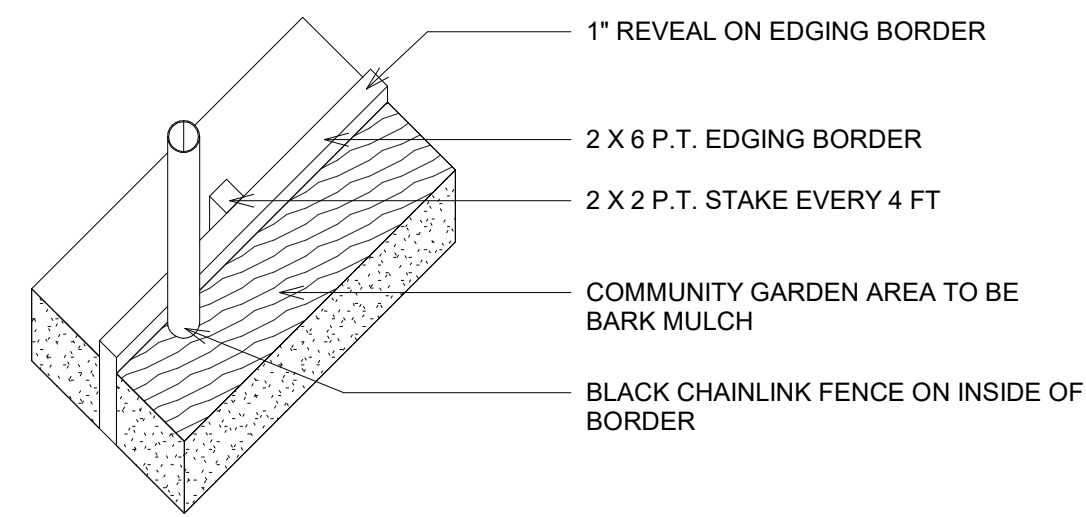 1" REVEAL ON EDGING BORDER
2 X 6 P.T. EDGING BORDER
2 X 2 P.T. STAKE EVERY 4 FT
COMMUNITY GARDEN AREA TO BE
BARK MULCH
BLACK CHAINLINK FENCE ON INSIDE OF
BORDER